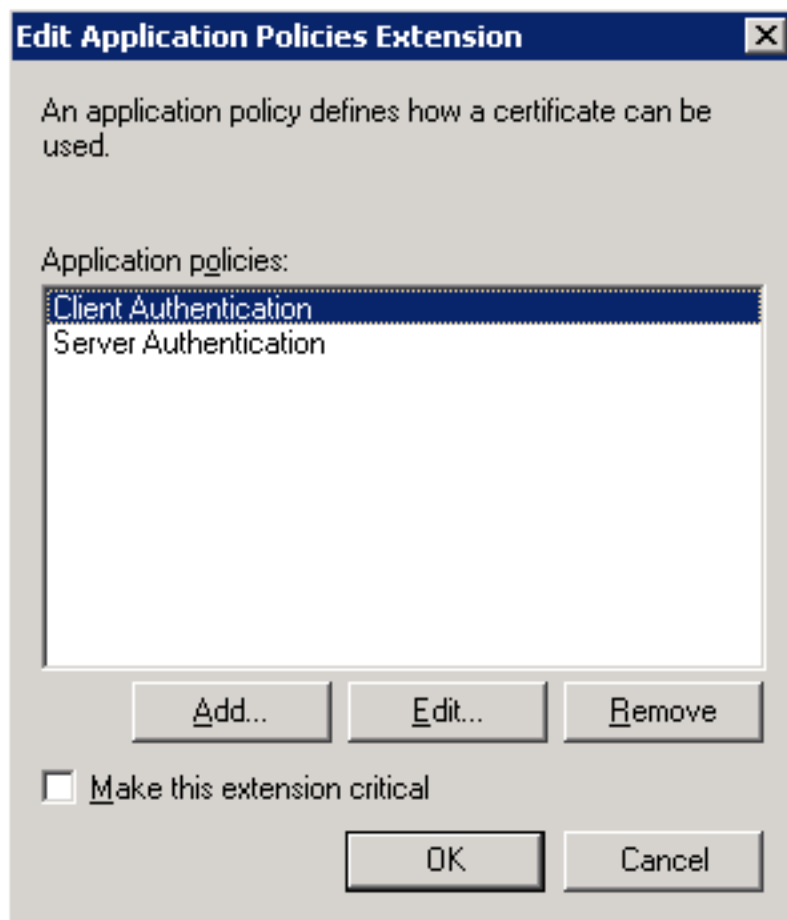 Edit Application Policies Extension
An application policy defines how a certificate can be
used.
Application policies:
Client Authentication
Server Authentication
Add...
Edit...
Remove
Make this extension critical
OK
Cancel